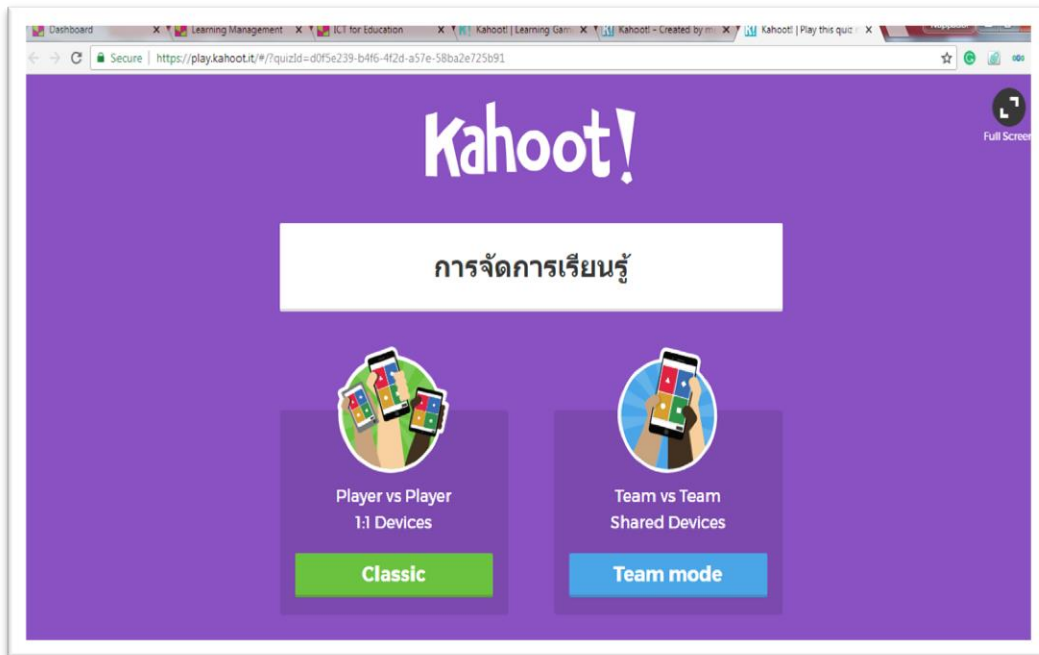 Dashboard
Learning Management
ICT for Education
Kahoot! | Learning Gam
Kahoot! - Created by m
Kahoot! | Play this quiz
Secure
https://play.kahoot.it/#/?quizId=d0f5e239-b4f6-4f2d-a57e-58ba2e725b91
Full Screen
Kahoot!
การจัดการเรียนรู้
Player vs Player
1:1 Devices
Classic
Team vs Team
Shared Devices
Team mode